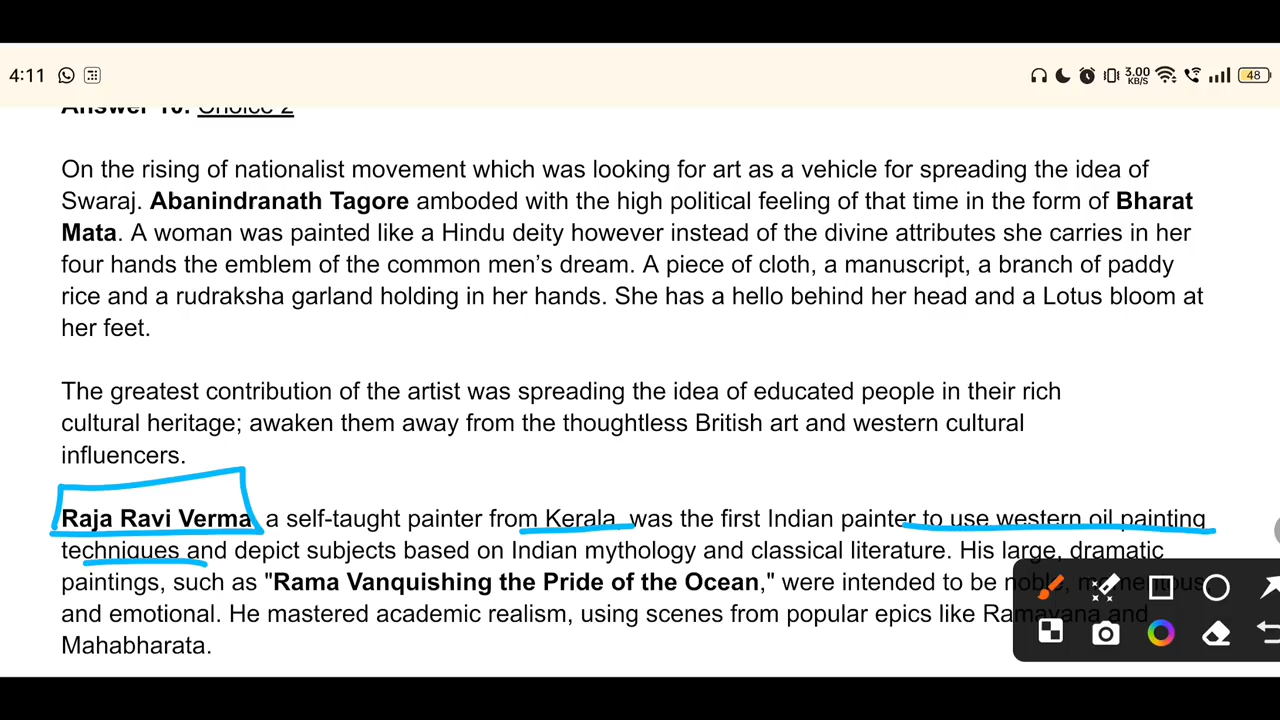 4:11
3.00
KB/S
48
Answer 10: Choice 2
On the rising of nationalist movement which was looking for art as a vehicle for spreading the idea of
Swaraj. Abanindranath Tagore amboded with the high political feeling of that time in the form of Bharat
Mata. A woman was painted like a Hindu deity however instead of the divine attributes she carries in her
four hands the emblem of the common men’s dream. A piece of cloth, a manuscript, a branch of paddy
rice and a rudraksha garland holding in her hands. She has a hello behind her head and a Lotus bloom at
her feet.
The greatest contribution of the artist was spreading the idea of educated people in their rich
cultural heritage; awaken them away from the thoughtless British art and western cultural
influencers.
Raja Ravi Verma, a self-taught painter from Kerala, was the first Indian painter to use western oil painting
techniques and depict subjects based on Indian mythology and classical literature. His large, dramatic
paintings, such as "Rama Vanquishing the Pride of the Ocean," were intended to be noble, momentous,
and emotional. He mastered academic realism, using scenes from popular epics like Ramayana and
Mahabharata.